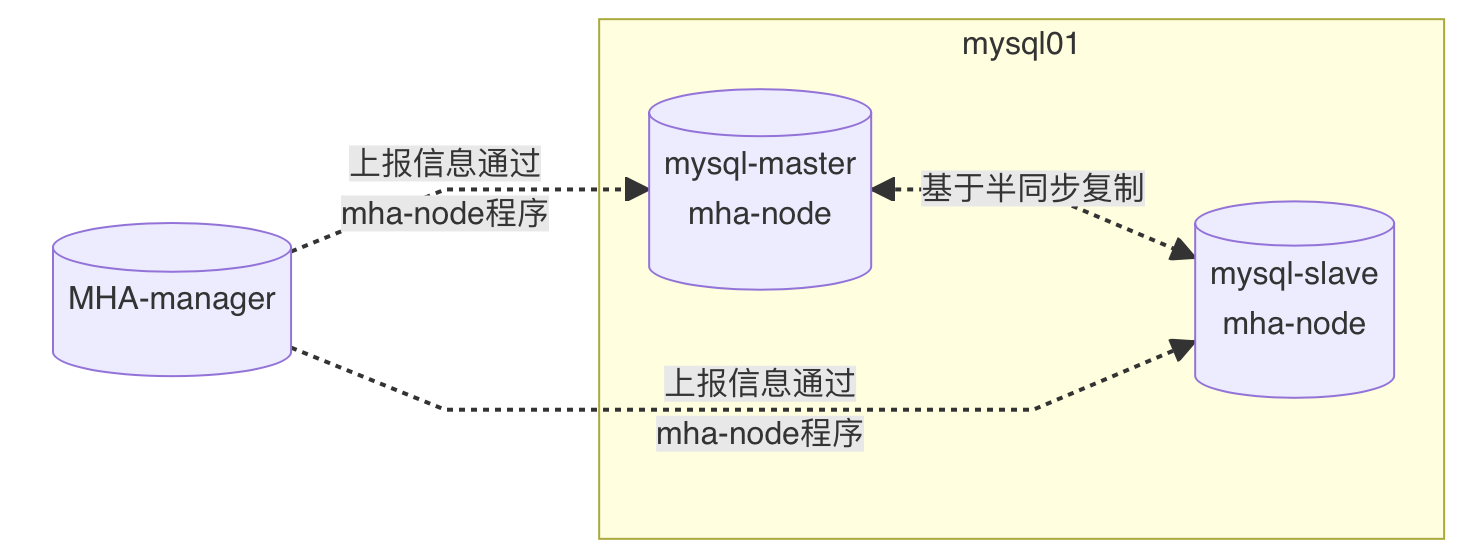 mysql01
上报信息通过
mha-node程序
MHA-manager
mysql-master
mha-node
基于半同步复制
mysql-slave
mha-node
上报信息通过
mha-node程序